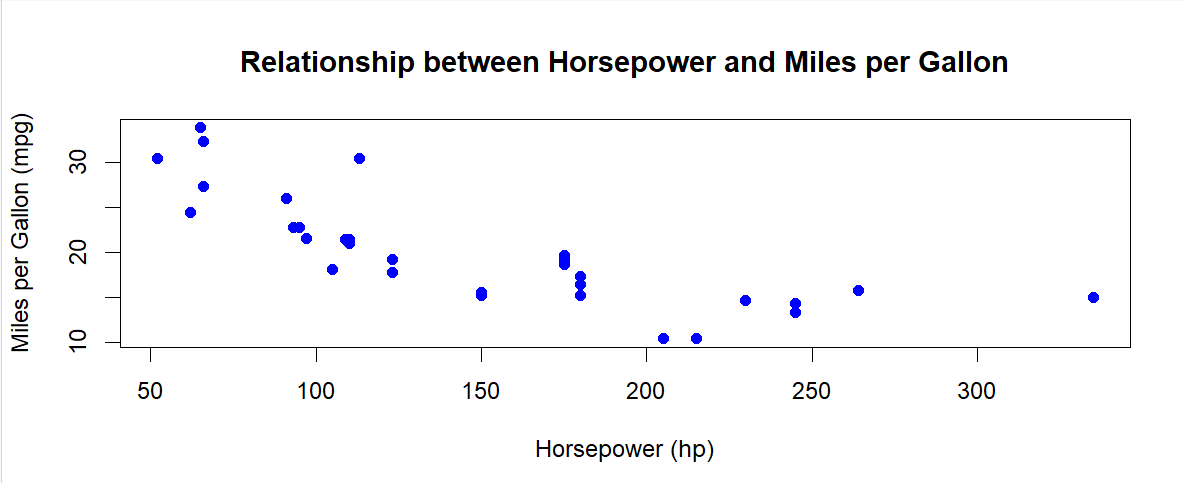 Relationship between Horsepower and Miles per Gallon
Miles per Gallon (mpg)
30
20
10
50 100 150 200 250 300
Horsepower (hp)